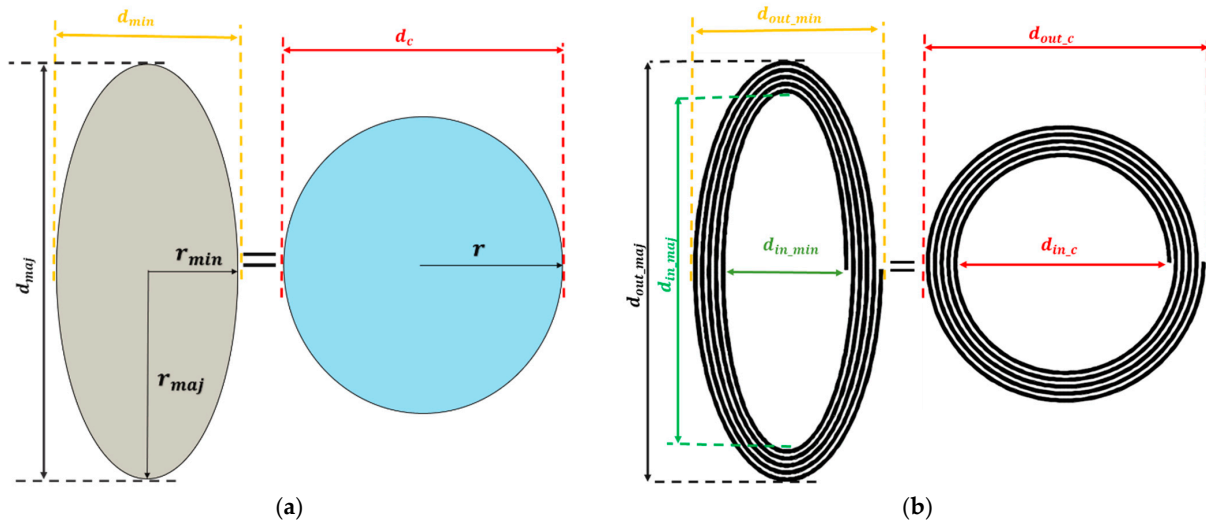 d_min
d_c
d_maj
r_min
r_maj
=
r
(a)
d_out_min
d_out_c
d_out_maj
d_in_maj
d_in_min
=
d_in_c
(b)